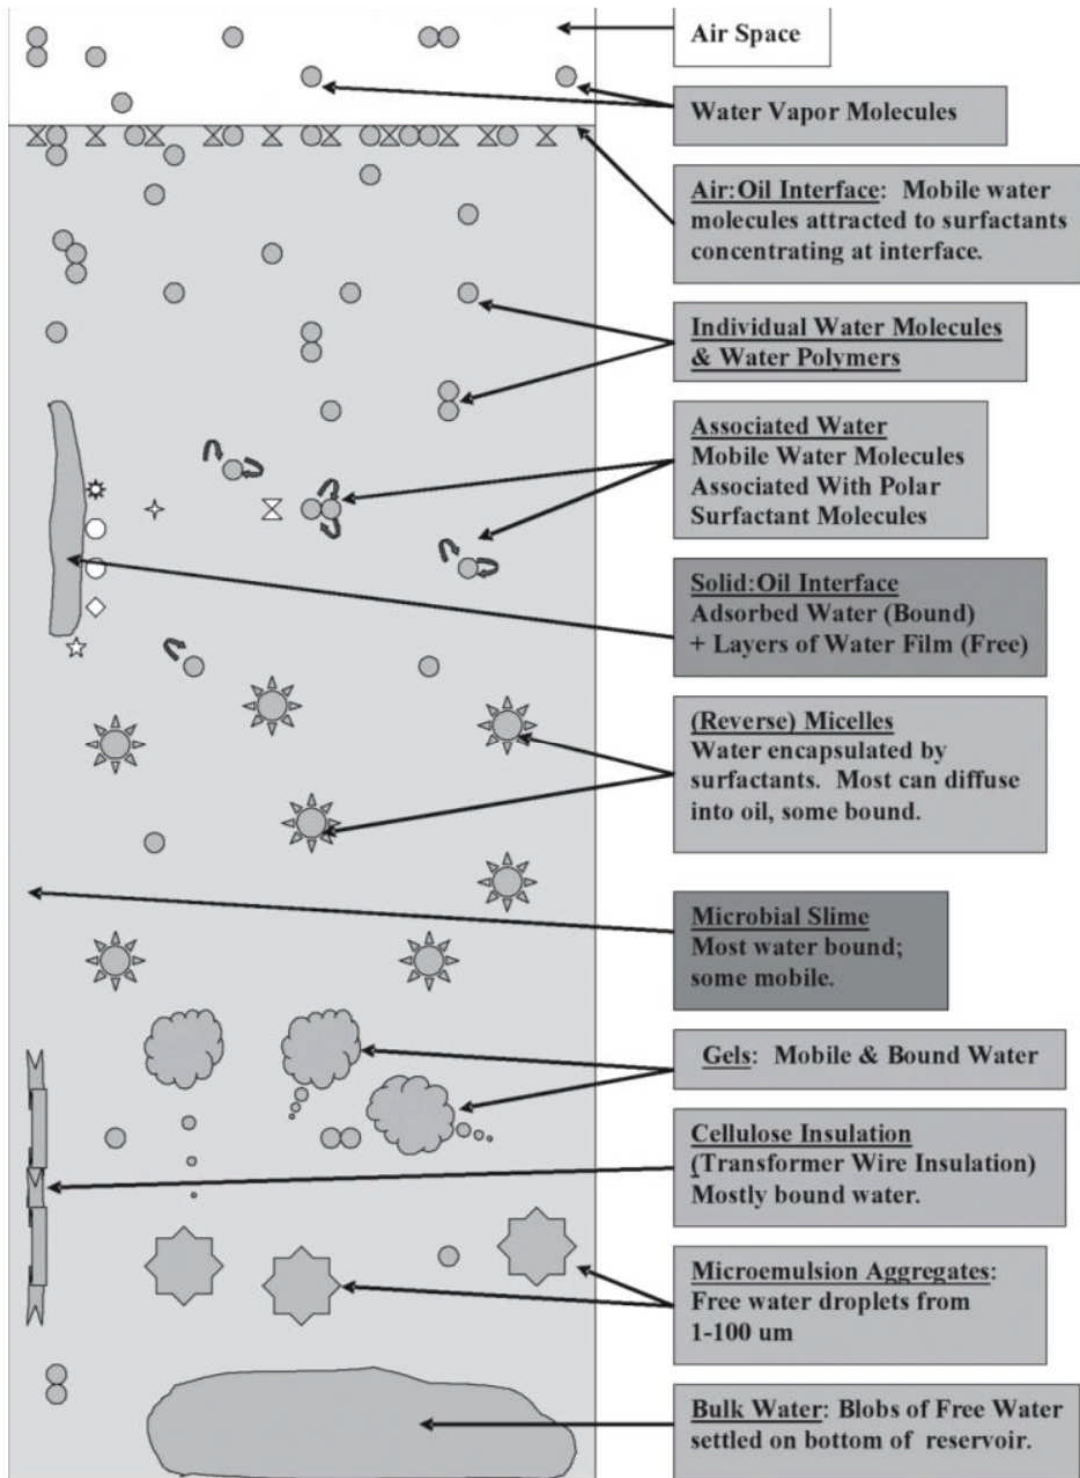 Air Space
Water Vapor Molecules
Air:Oil Interface: Mobile water
molecules attracted to surfactants
concentrating at interface.
Individual Water Molecules
& Water Polymers
Associated Water
Mobile Water Molecules
Associated With Polar
Surfactant Molecules
Solid:Oil Interface
Adsorbed Water (Bound)
+ Layers of Water Film (Free)
(Reverse) Micelles
Water encapsulated by
surfactants. Most can diffuse
into oil, some bound.
Microbial Slime
Most water bound;
some mobile.
Gels: Mobile & Bound Water
Cellulose Insulation
(Transformer Wire Insulation)
Mostly bound water.
Microemulsion Aggregates:
Free water droplets from
1-100 um
Bulk Water: Blobs of Free Water
settled on bottom of reservoir.